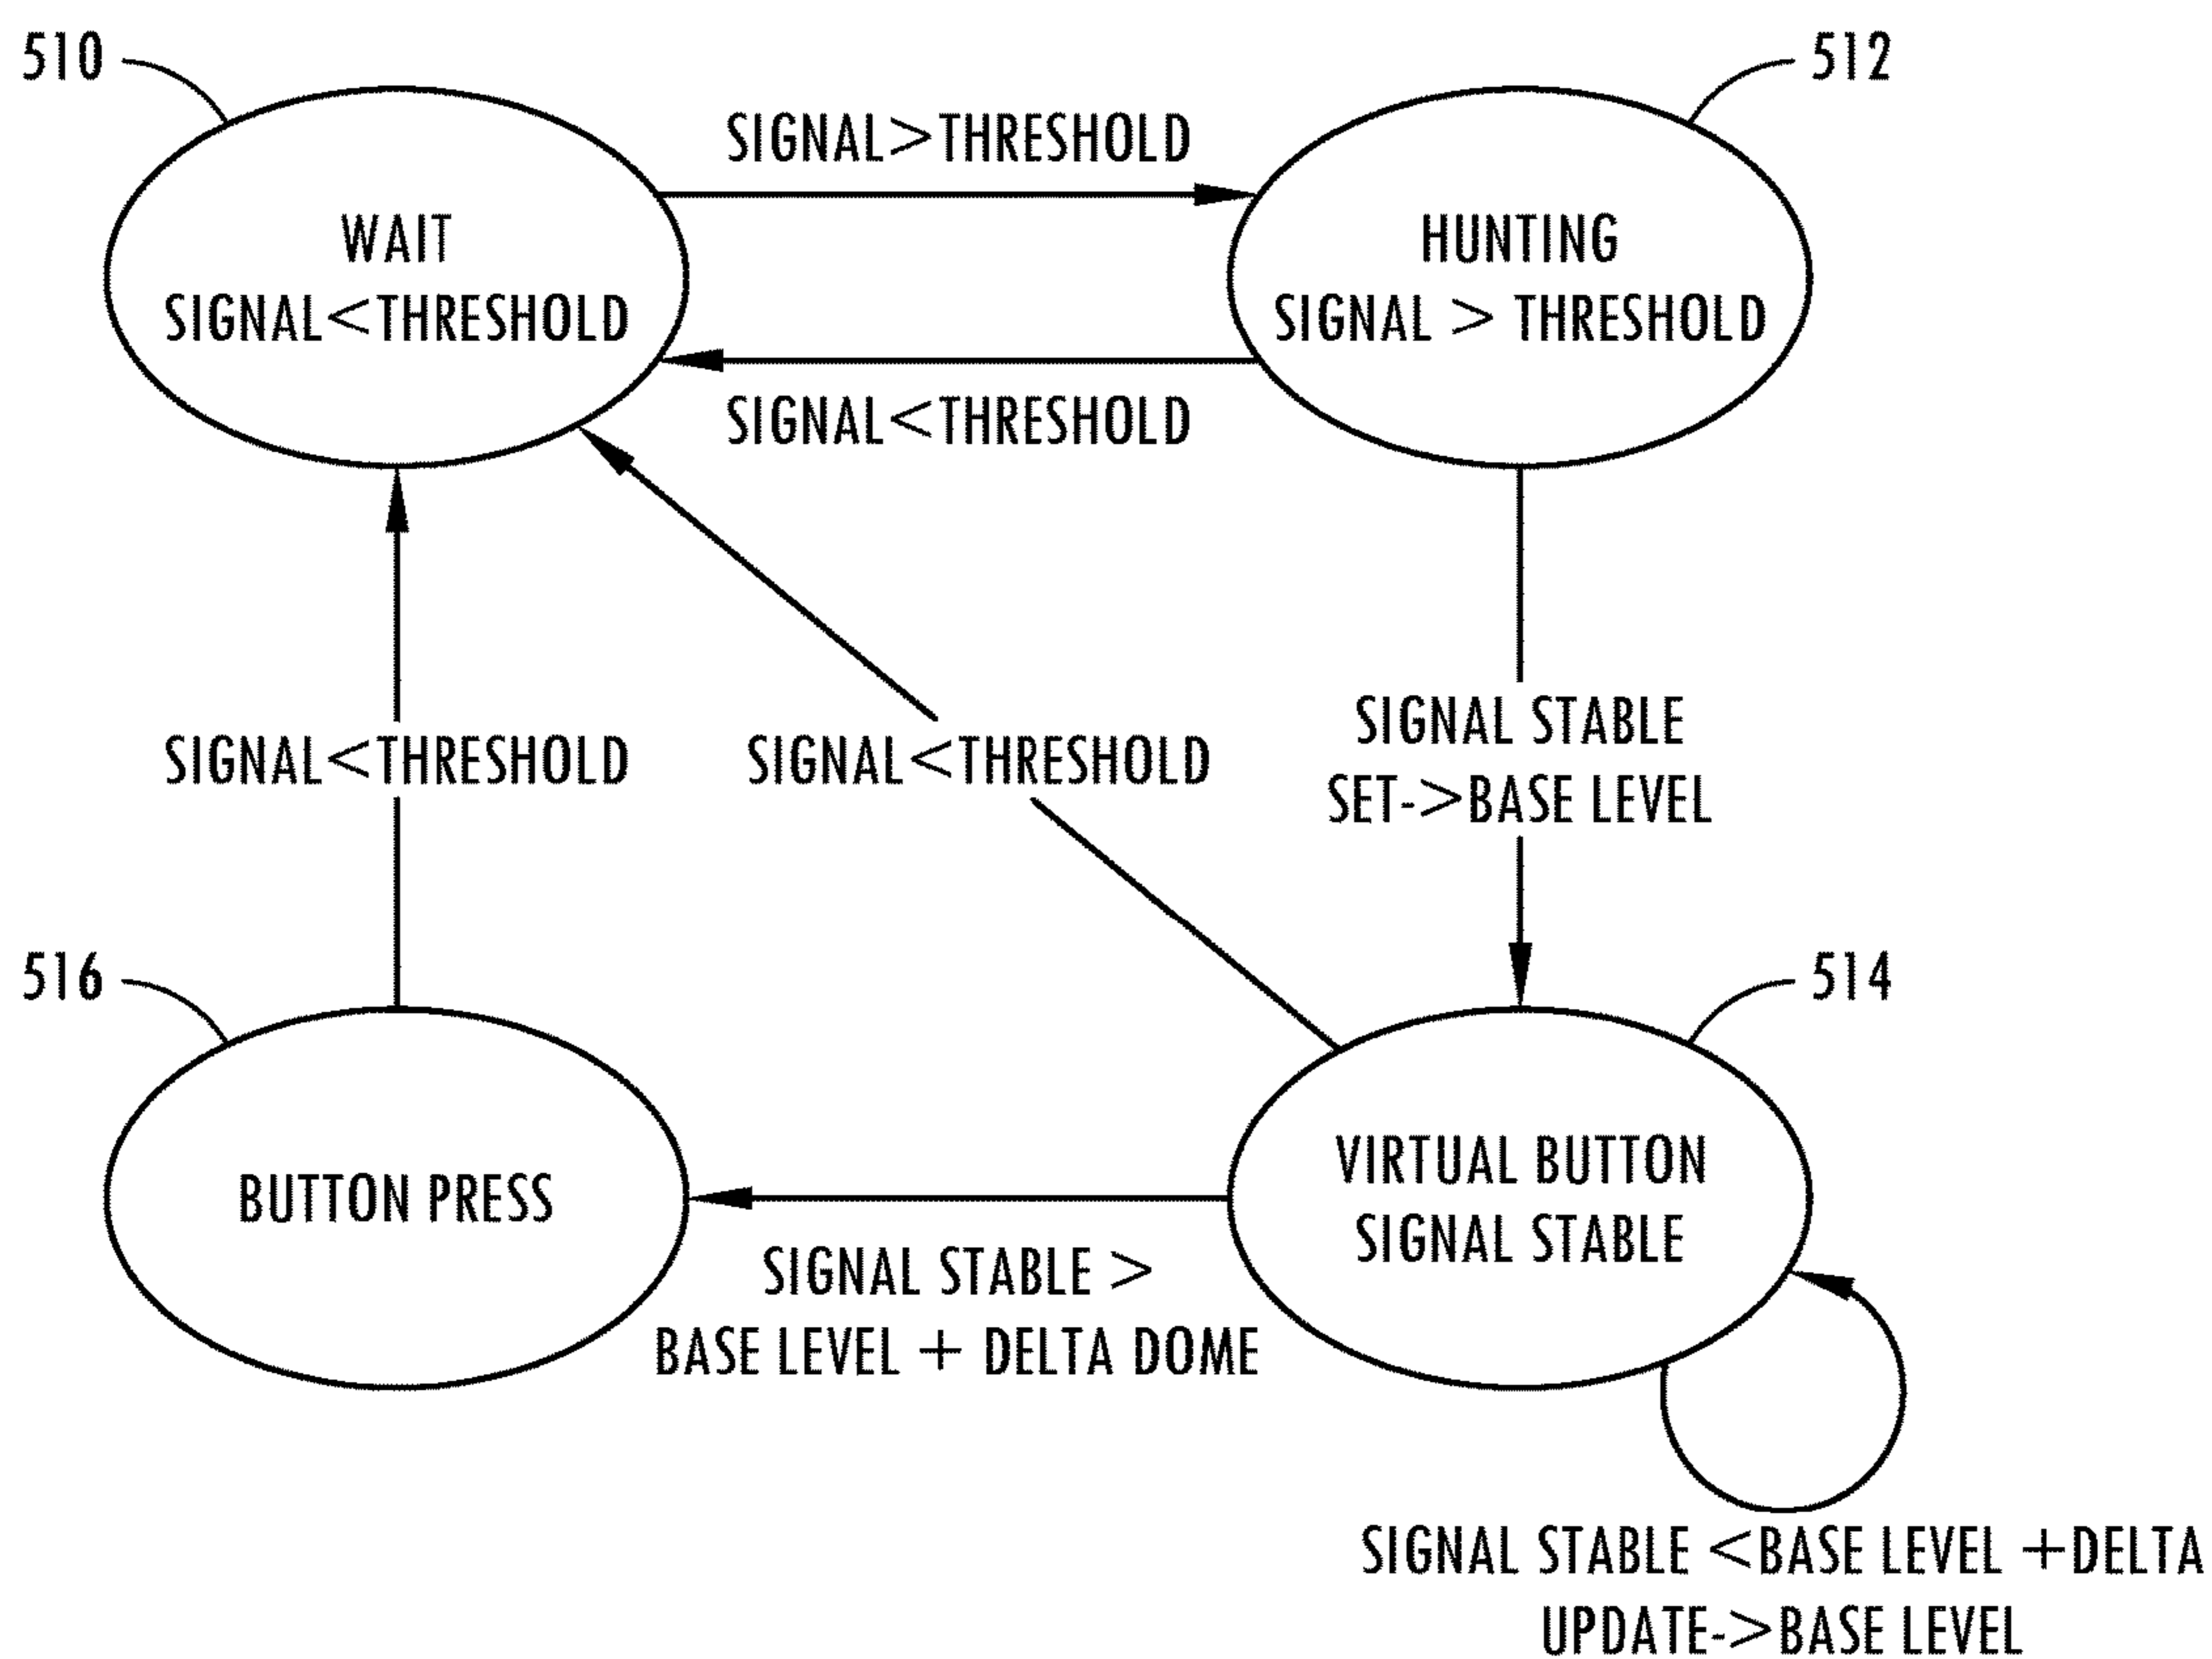 510
512
SIGNAL>THRESHOLD
WAIT
SIGNAL<THRESHOLD
HUNTING
SIGNAL > THRESHOLD
SIGNAL<THRESHOLD
SIGNAL<THRESHOLD
SIGNAL<THRESHOLD
SIGNAL STABLE
SET->BASE LEVEL
516
514
BUTTON PRESS
VIRTUAL BUTTON
SIGNAL STABLE
SIGNAL STABLE >
BASE LEVEL + DELTA DOME
SIGNAL STABLE <BASE LEVEL +DELTA
UPDATE->BASE LEVEL